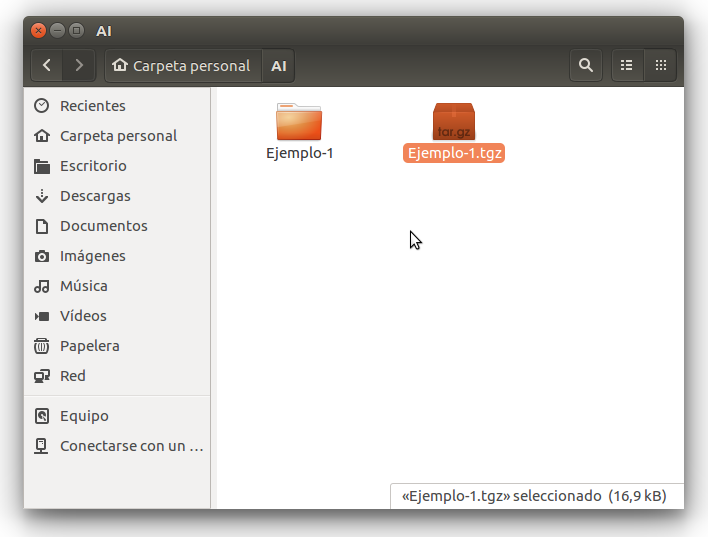 AI
Carpeta personal
AI
Recientes
Carpeta personal
Escritorio
Descargas
Documentos
Imágenes
Música
Vídeos
Papelera
Red
Equipo
Conectarse con un …
Ejemplo-1
tar.gz
Ejemplo-1.tgz
«Ejemplo-1.tgz» seleccionado (16,9 kB)